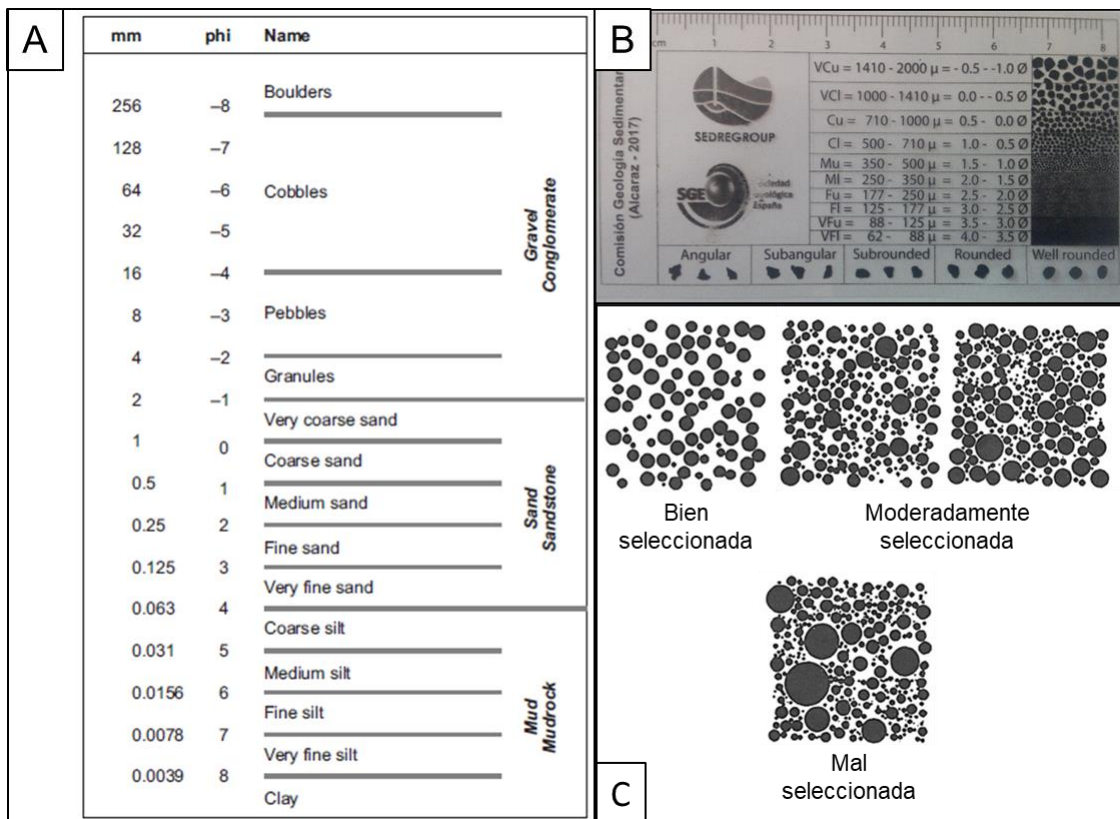 A
mm phi Name
Boulders
256 –8
128 –7
64 –6
Cobbles
32 –5
16 –4
8 –3
Pebbles
4 –2
Granules
2 –1
Very coarse sand
1 0
Coarse sand
0.5 1
Medium sand
0.25 2
Fine sand
0.125 3
Very fine sand
0.063 4
Coarse silt
0.031 5
Medium silt
0.0156 6
Fine silt
0.0078 7
Very fine silt
0.0039 8
Clay
Gravel
Conglomerate
Sand
Sandstone
Mud
Mudrock
B
cm 1 2 3 4 5 6 7 8
Comisión Geología Sedimentar
(Alcaraz - 2017)
SEDREGROUP
SGE
Geológica
España
VCu = 1410 - 2000 µ = - 0.5 - -1.0 Ø
VCl = 1000 - 1410 µ = 0.0 - -0.5 Ø
Cu = 710 - 1000 µ = 0.5 - 0.0 Ø
Cl = 500 - 710 µ = 1.0 - 0.5 Ø
Mu = 350 - 500 µ = 1.5 - 1.0 Ø
Ml = 250 - 350 µ = 2.0 - 1.5 Ø
Fu = 177 - 250 µ = 2.5 - 2.0 Ø
Fl = 125 - 177 µ = 3.0 - 2.5 Ø
VFu = 88 - 125 µ = 3.5 - 3.0 Ø
VFl = 62 - 88 µ = 4.0 - 3.5 Ø
Angular Subangular Subrounded Rounded Well rounded
Bien
seleccionada
Moderadamente
seleccionada
Mal
seleccionada
C